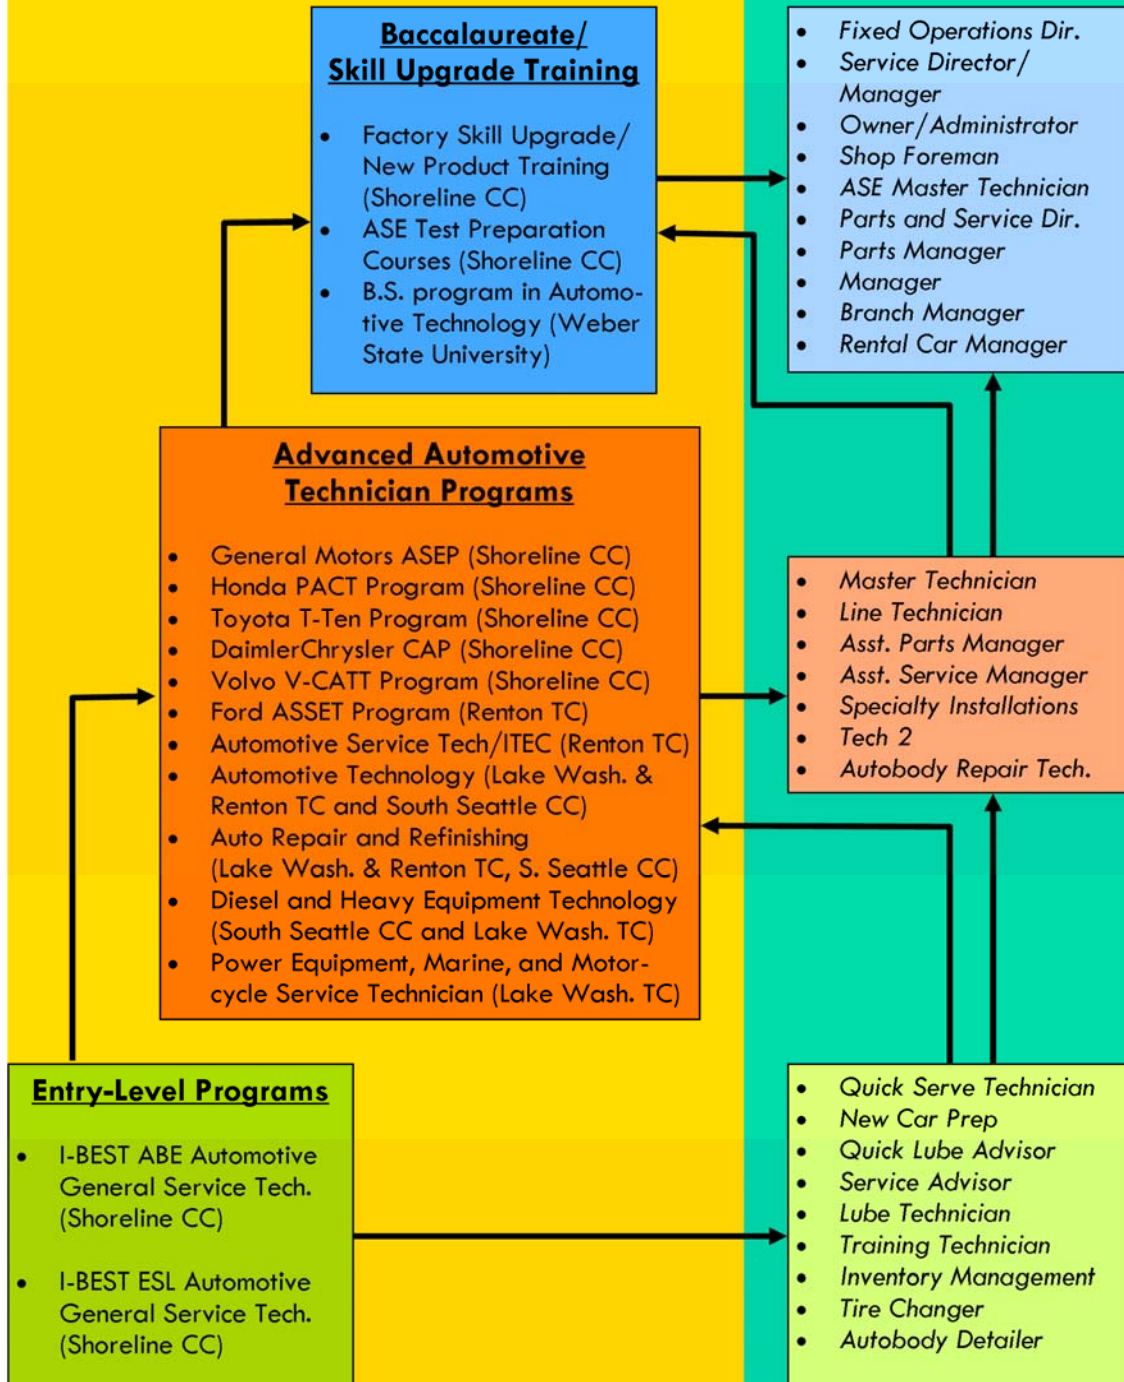 Baccalaureate/
Skill Upgrade Training
• Factory Skill Upgrade/
New Product Training
(Shoreline CC)
• ASE Test Preparation
Courses (Shoreline CC)
• B.S. program in Automo-
tive Technology (Weber
State University)
• Fixed Operations Dir.
• Service Director/
Manager
• Owner/Administrator
• Shop Foreman
• ASE Master Technician
• Parts and Service Dir.
• Parts Manager
• Manager
• Branch Manager
• Rental Car Manager
Advanced Automotive
Technician Programs
• General Motors ASEP (Shoreline CC)
• Honda PACT Program (Shoreline CC)
• Toyota T-Ten Program (Shoreline CC)
• DaimlerChrysler CAP (Shoreline CC)
• Volvo V-CATT Program (Shoreline CC)
• Ford ASSET Program (Renton TC)
• Automotive Service Tech/ITEC (Renton TC)
• Automotive Technology (Lake Wash. &
Renton TC and South Seattle CC)
• Auto Repair and Refinishing
(Lake Wash. & Renton TC, S. Seattle CC)
• Diesel and Heavy Equipment Technology
(South Seattle CC and Lake Wash. TC)
• Power Equipment, Marine, and Motor-
cycle Service Technician (Lake Wash. TC)
• Master Technician
• Line Technician
• Asst. Parts Manager
• Asst. Service Manager
• Specialty Installations
• Tech 2
• Autobody Repair Tech.
Entry-Level Programs
• I-BEST ABE Automotive
General Service Tech.
(Shoreline CC)
• I-BEST ESL Automotive
General Service Tech.
(Shoreline CC)
• Quick Serve Technician
• New Car Prep
• Quick Lube Advisor
• Service Advisor
• Lube Technician
• Training Technician
• Inventory Management
• Tire Changer
• Autobody Detailer